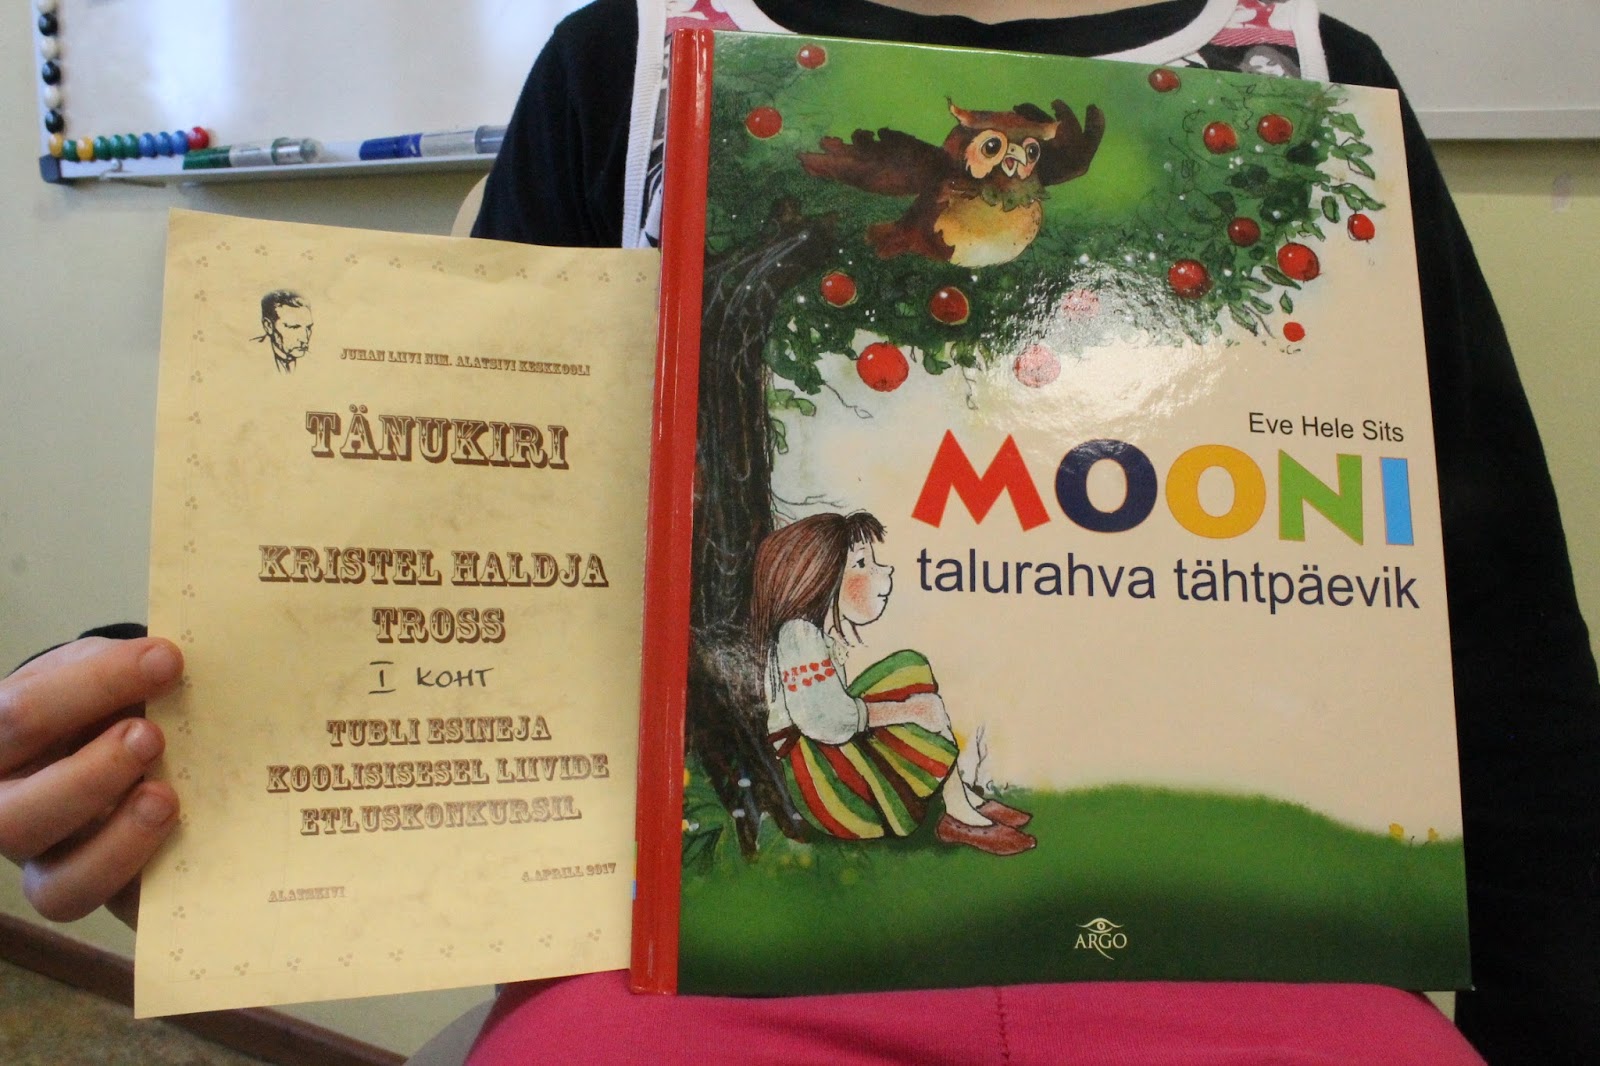 JUHAN LIIVI NIM. ALATSIVI KESKKOOLI
TÄNUKIRI
KRISTEL HALDJA
TROSS
I KOHT
TUBLI ESINEJA
KOOLISISESEL LIIVIDE
ETLUSKONKURSIL
4.APRILL 2017
ALATSKIVI
Eve Hele Sits
MOONI
talurahva tähtpäevik
ARGO